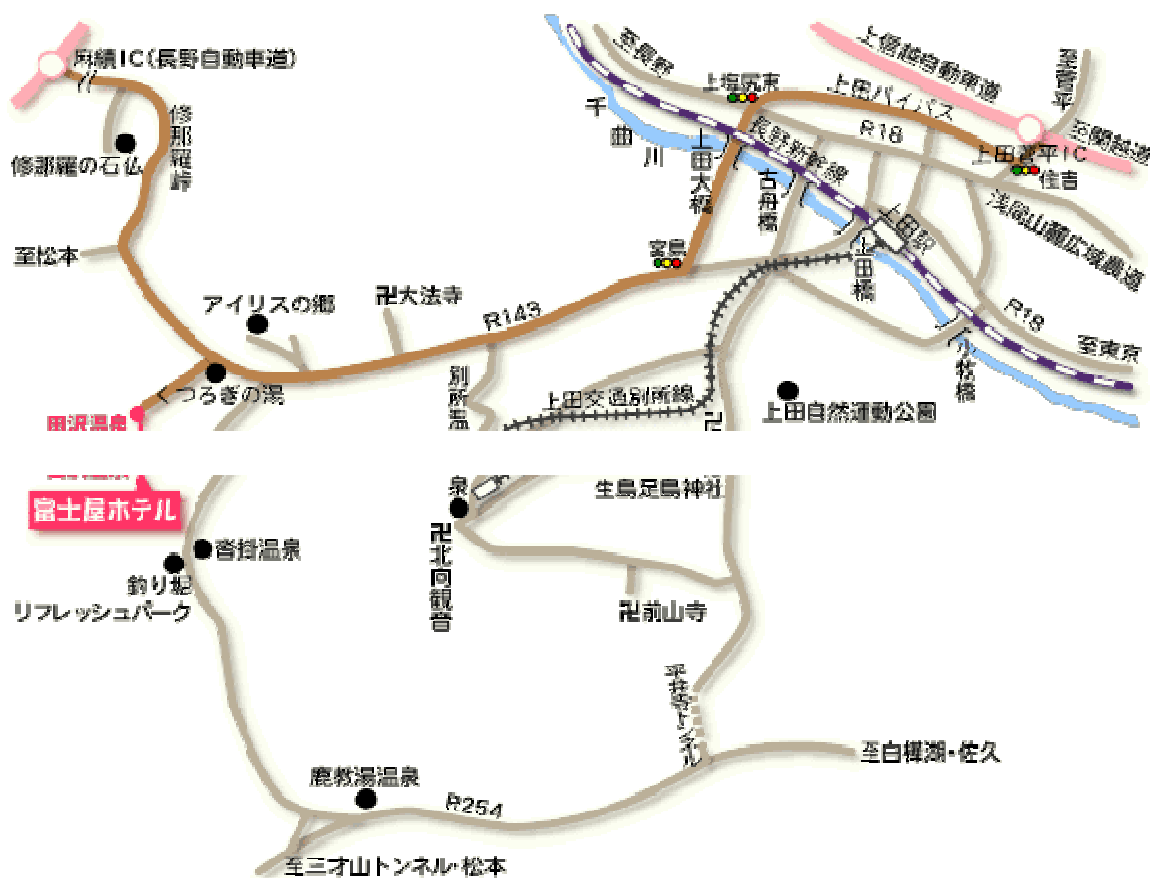 麻績IC(長野自動車道)
修那羅峠
修那羅の石仏
至松本
アイリスの郷
卍大法寺
R143
くつろぎの湯
田沢温泉
富士屋ホテル
至長野
上塩尻東
上田バイパス
上信越自動車道
至菅平
至関越道
R18
上田菅平IC
住吉
千曲川
上田大橋
長野新幹線
古舟橋
上田駅
上田橋
浅間山麓広域農道
宮島
R18
至東京
小牧橋
別所温泉
上田交通別所線
上田自然運動公園
卍生島足島神社
沓掛温泉
釣り堀
リフレッシュパーク
卍北向観音
卍前山寺
平井寺トンネル
至白樺湖・佐久
鹿教湯温泉
R254
至三才山トンネル・松本